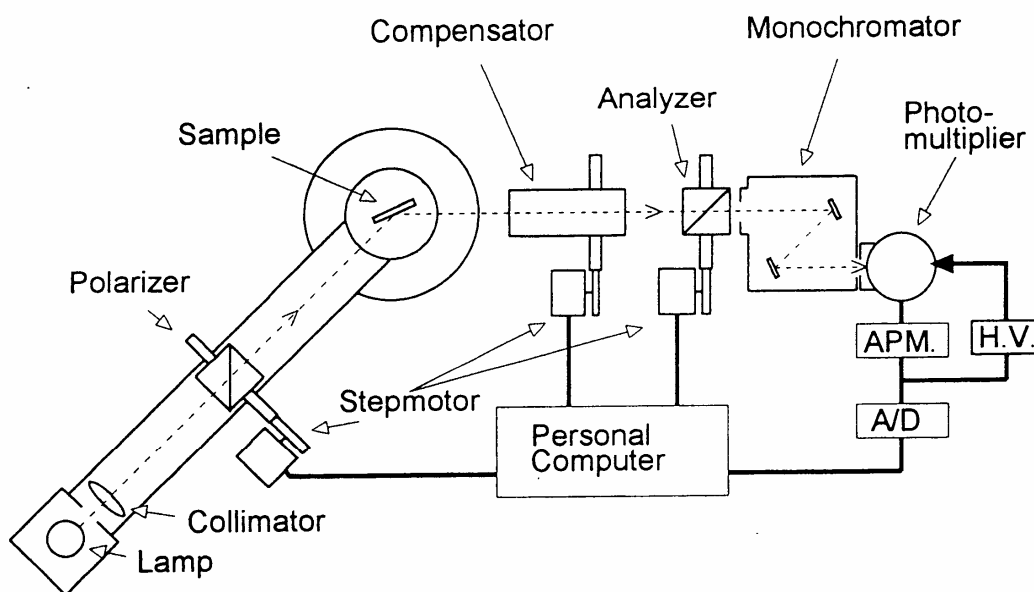 Compensator
Monochromator
Analyzer
Photo-
multiplier
Sample
Polarizer
APM.
H.V.
Stepmotor
Personal
Computer
A/D
Collimator
Lamp